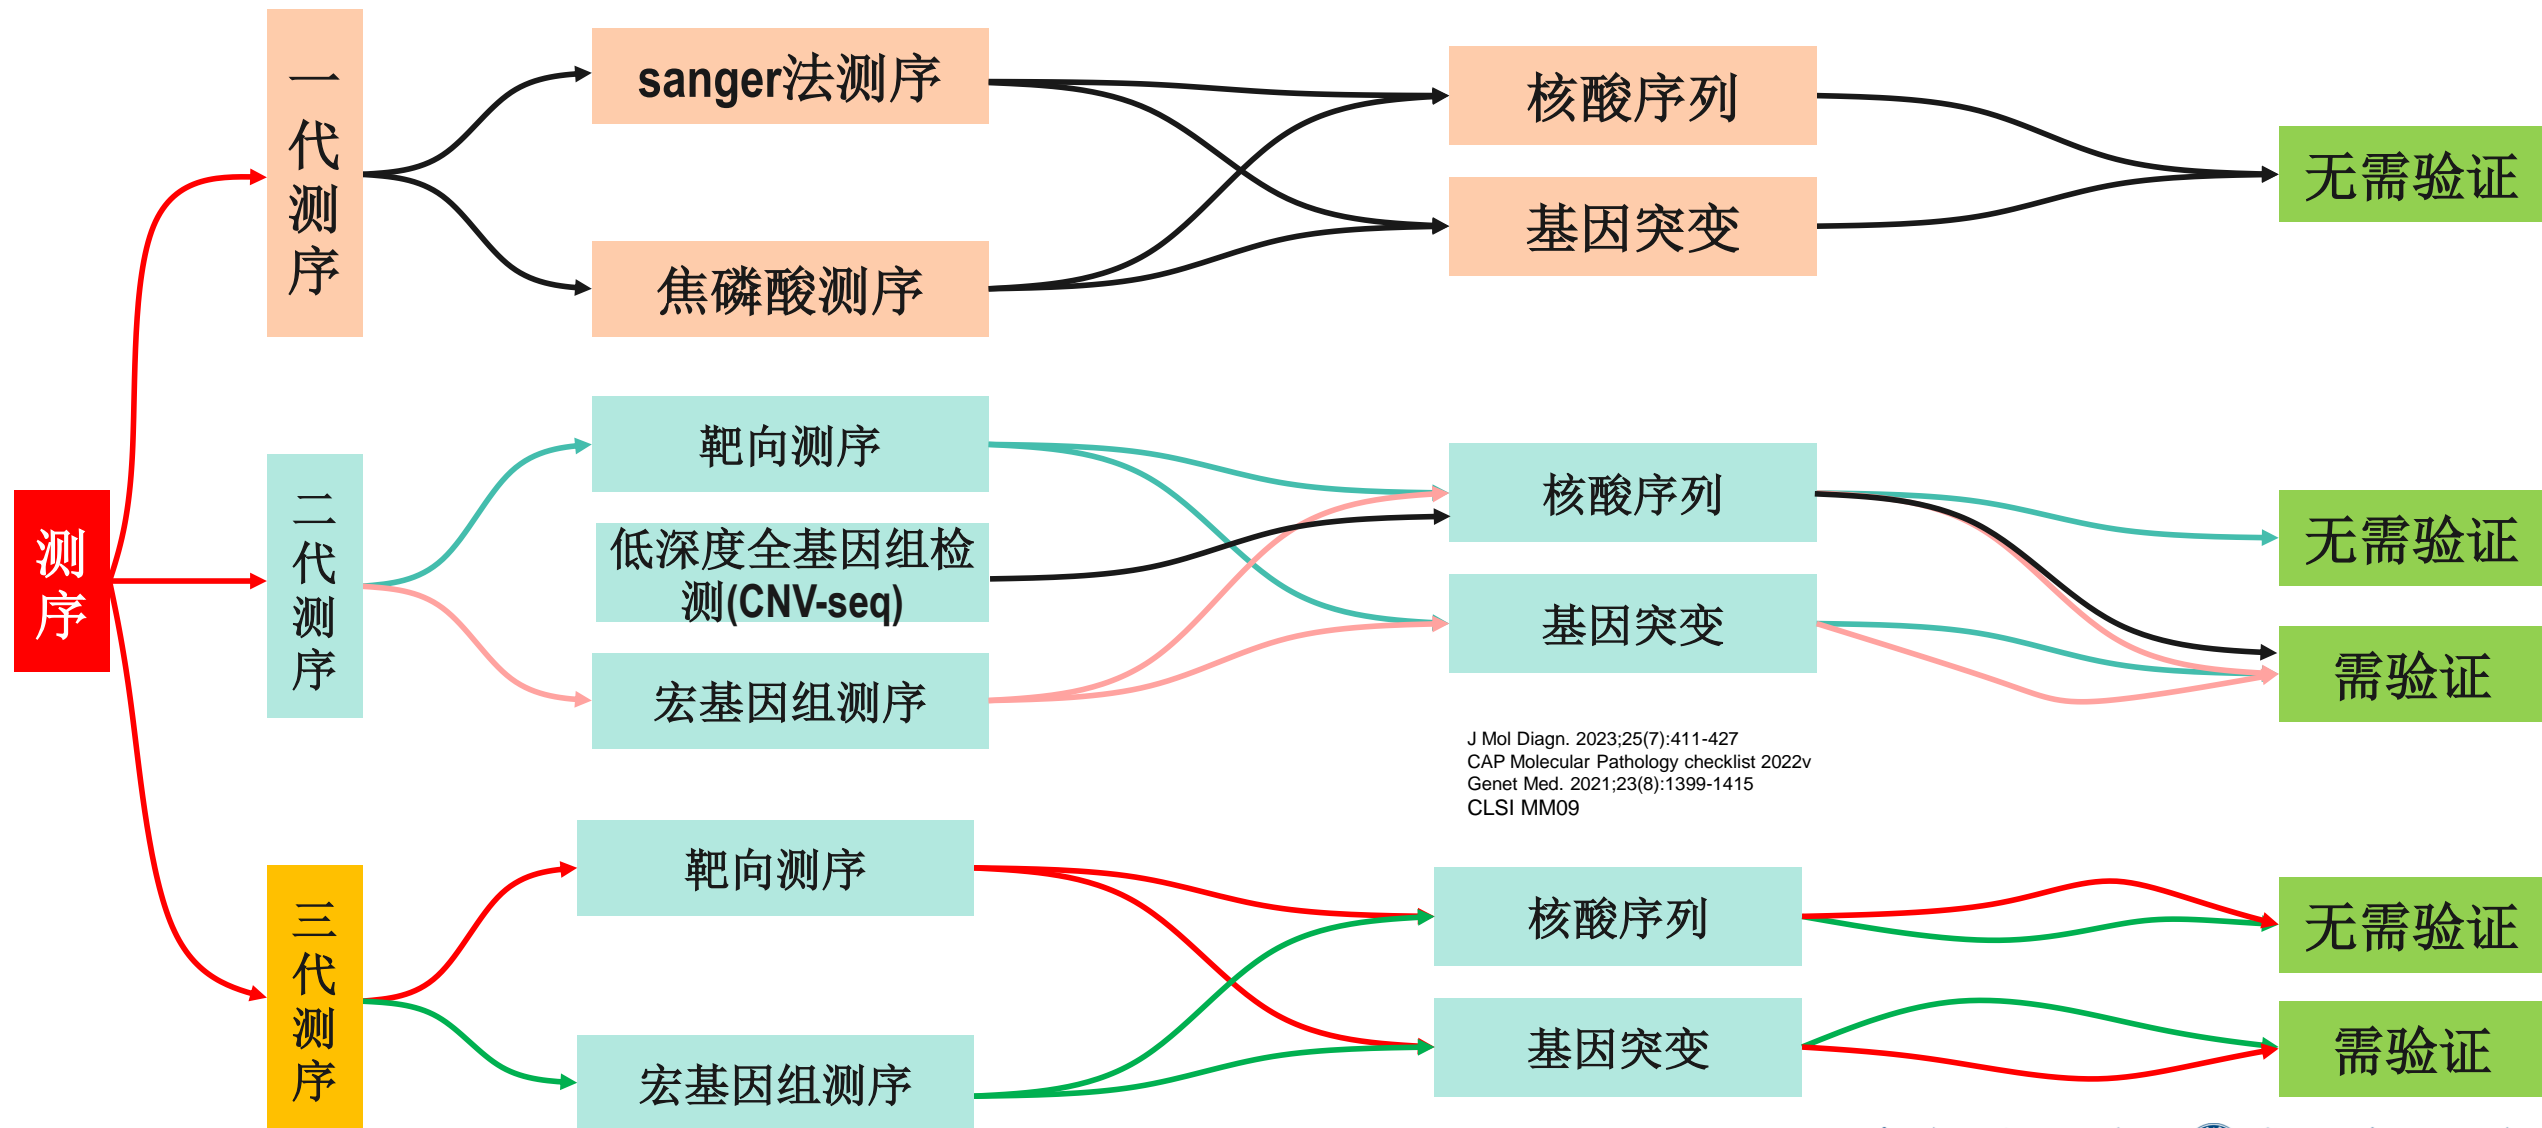 测序
一代测序
sanger法测序
焦磷酸测序
核酸序列
基因突变
无需验证
二代测序
靶向测序
低深度全基因组检
测(CNV-seq)
宏基因组测序
核酸序列
基因突变
无需验证
需验证
J Mol Diagn. 2023;25(7):411-427
CAP Molecular Pathology checklist 2022v
Genet Med. 2021;23(8):1399-1415
CLSI MM09
三代测序
靶向测序
宏基因组测序
核酸序列
基因突变
无需验证
需验证